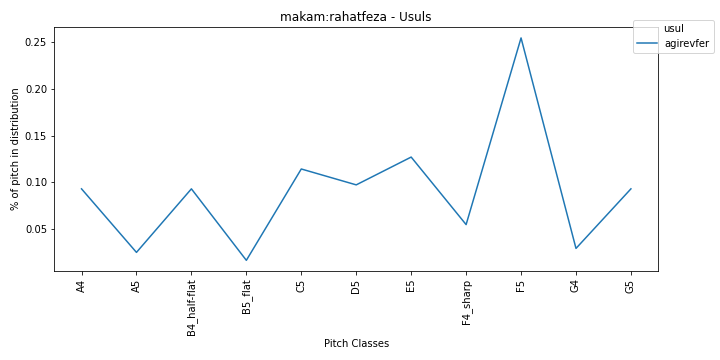 makam:rahatfeza - Usuls
usul
agirevfer
% of pitch in distribution
0.25
0.20
0.15
0.10
0.05
A4
A5
B4_half-flat
B5_flat
C5
D5
E5
F4_sharp
F5
G4
G5
Pitch Classes